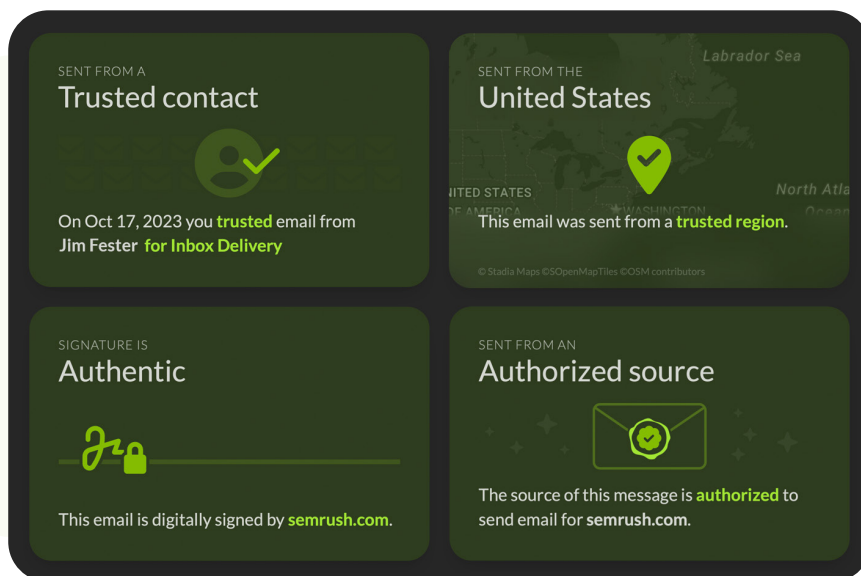 SENT FROM A
Trusted contact
On Oct 17, 2023 you trusted email from
Jim Fester for Inbox Delivery
SENT FROM THE
United States
Labrador Sea
NITED STATES
OF AMERICA
WASHINGTON
North Atla
Ocean
This email was sent from a trusted region.
© Stadia Maps ©SOpenMapTiles ©OSM contributors
SIGNATURE IS
Authentic
This email is digitally signed by semrush.com.
SENT FROM AN
Authorized source
The source of this message is authorized to
send email for semrush.com.